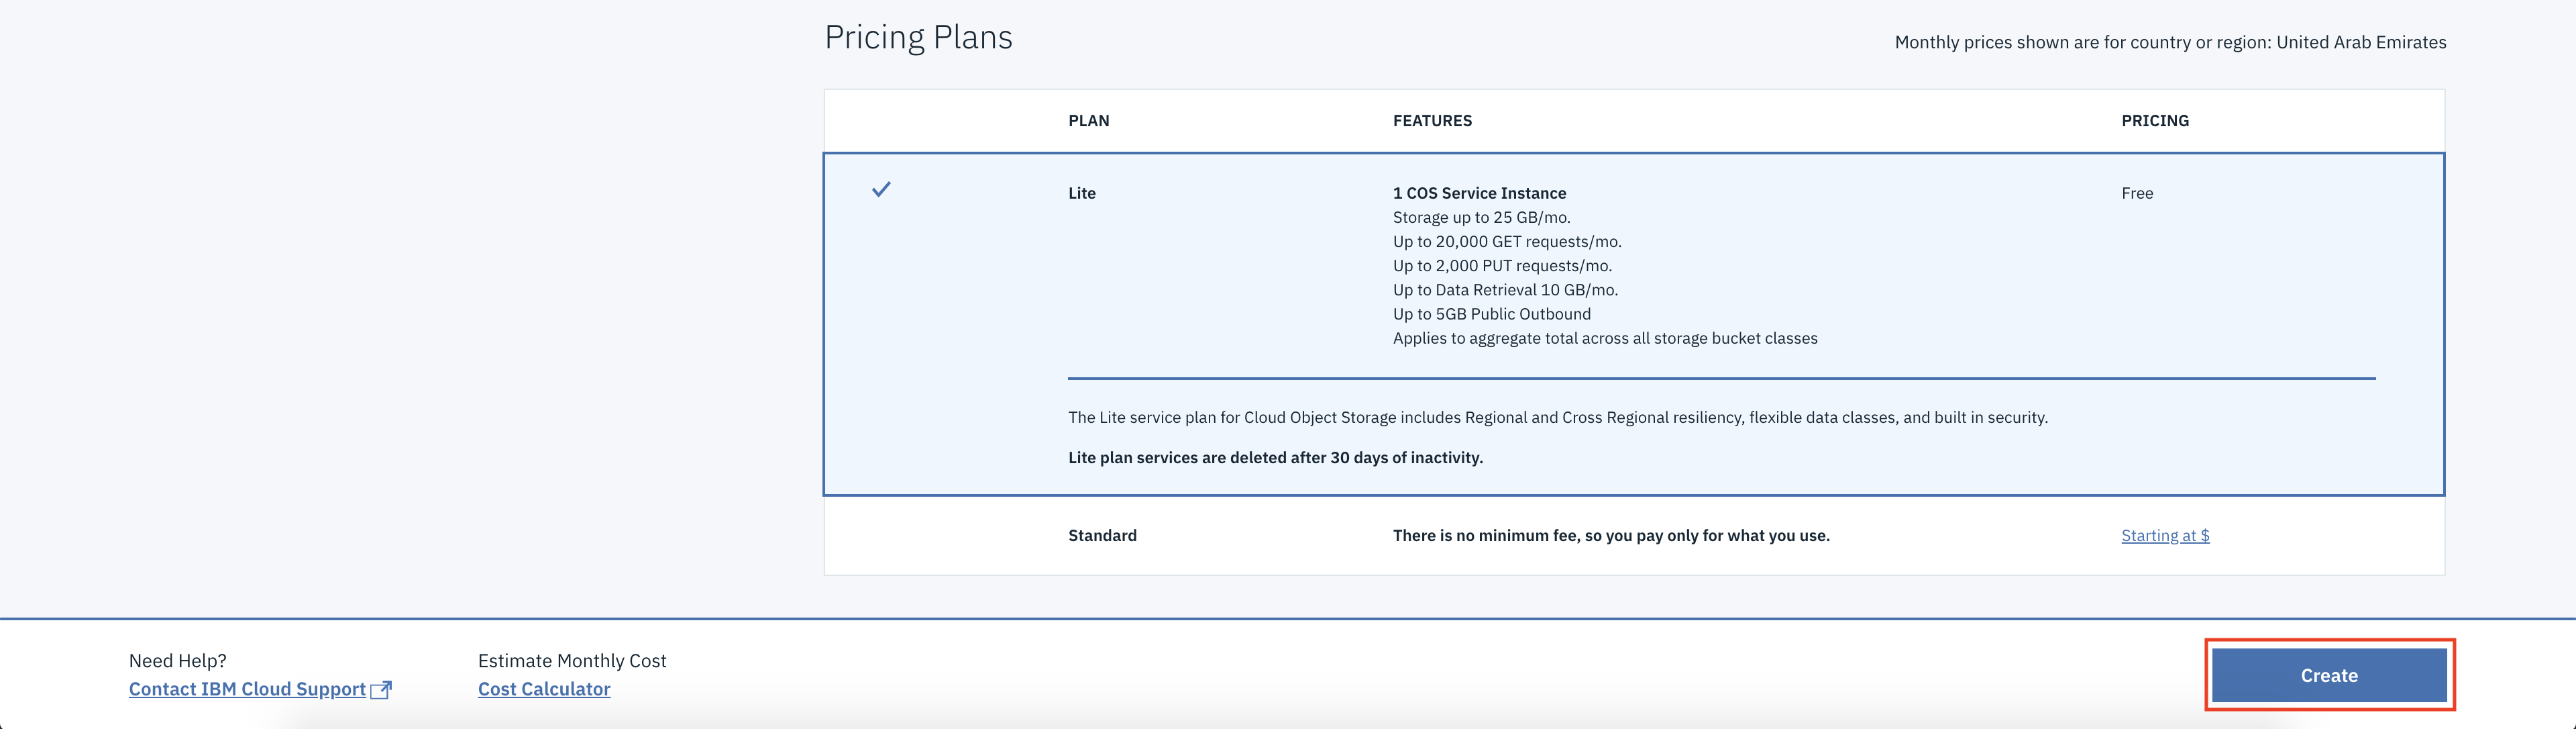 Pricing Plans
Monthly prices shown are for country or region: United Arab Emirates
PLAN
FEATURES
PRICING
Lite
1 COS Service Instance
Free
Storage up to 25 GB/mo.
Up to 20,000 GET requests/mo.
Up to 2,000 PUT requests/mo.
Up to Data Retrieval 10 GB/mo.
Up to 5GB Public Outbound
Applies to aggregate total across all storage bucket classes
The Lite service plan for Cloud Object Storage includes Regional and Cross Regional resiliency, flexible data classes, and built in security.
Lite plan services are deleted after 30 days of inactivity.
Standard
There is no minimum fee, so you pay only for what you use.
Starting at $
Need Help?
Contact IBM Cloud Support
Estimate Monthly Cost
Cost Calculator
Create